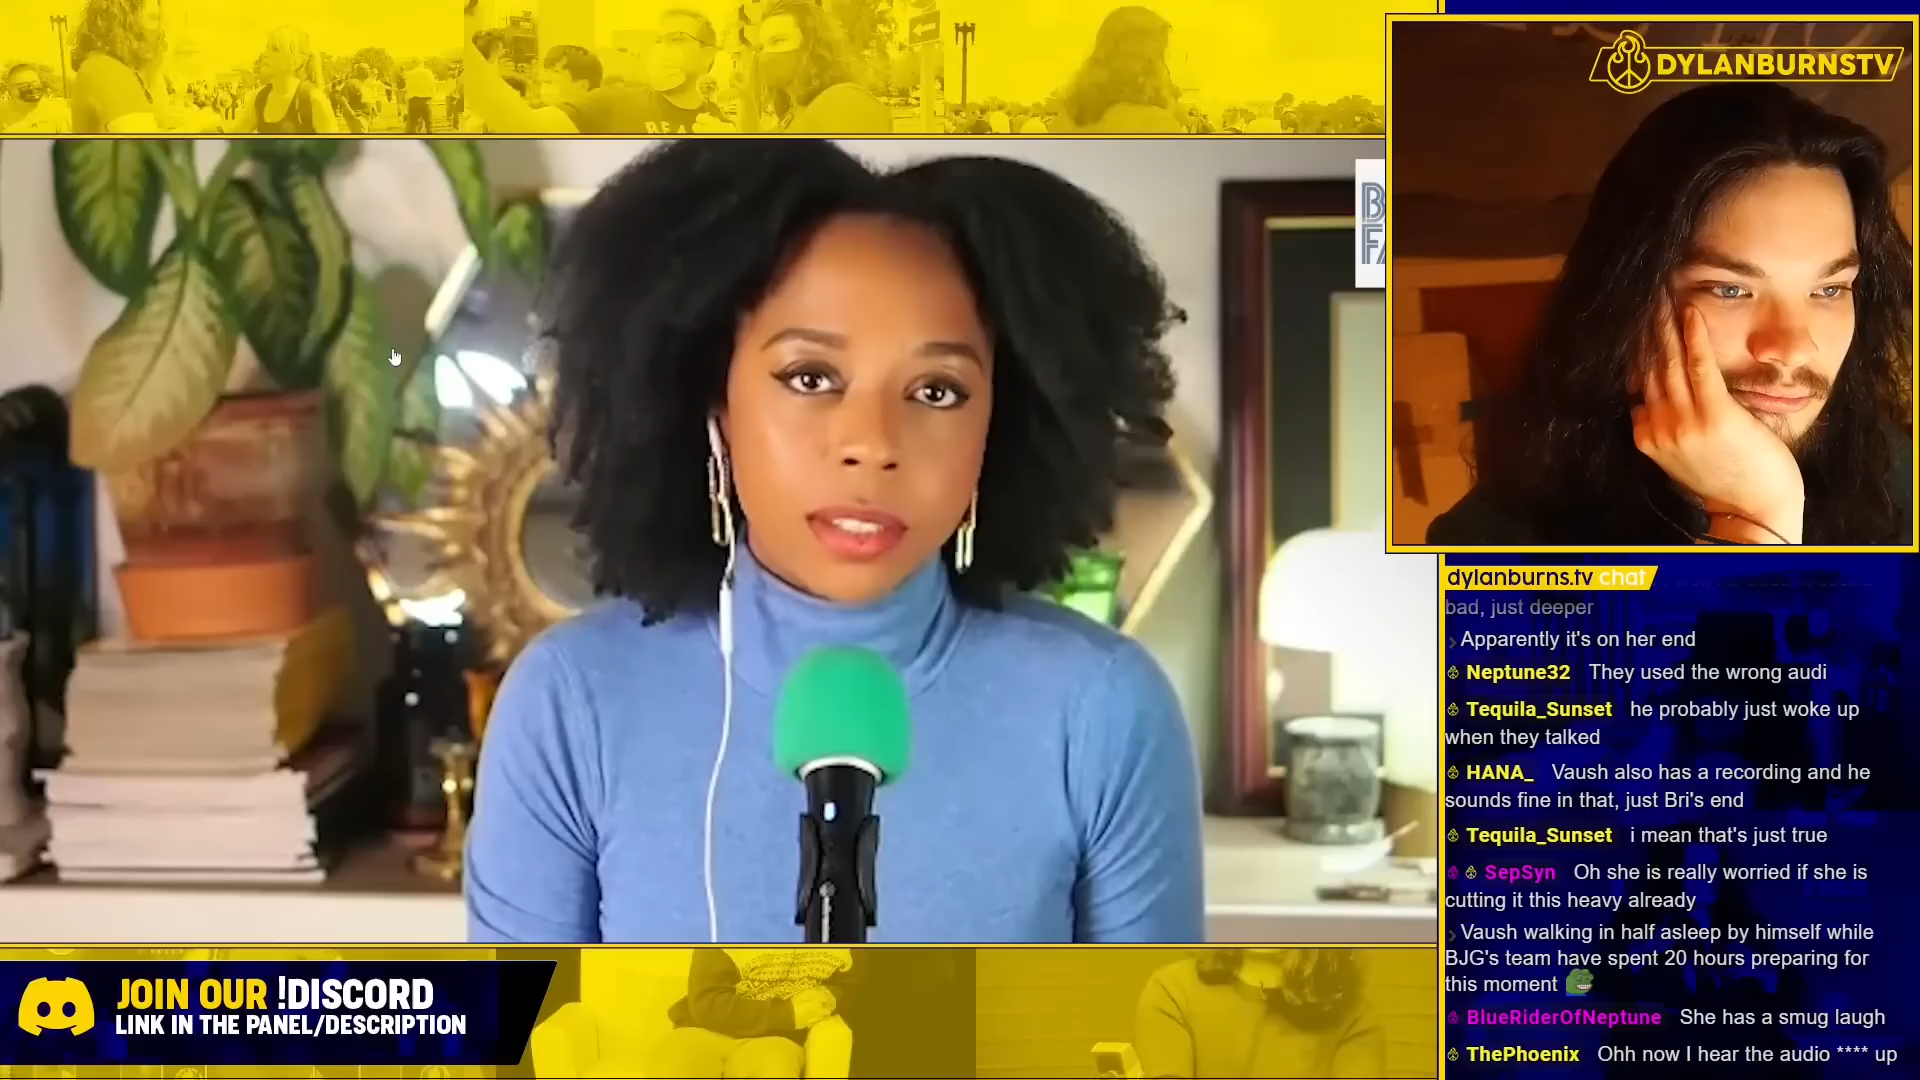 DYLANBURNSTV
REA
B
FA
dylanburns.tv chat
bad, just deeper
Apparently it's on her end
Neptune32 They used the wrong audi
Tequila_Sunset he probably just woke up
when they talked
HANA_ Vaush also has a recording and he
sounds fine in that, just Bri's end
Tequila_Sunset i mean that's just true
SepSyn Oh she is really worried if she is
cutting it this heavy already
Vaush walking in half asleep by himself while
BJG's team have spent 20 hours preparing for
this moment
BlueRiderOfNeptune She has a smug laugh
ThePhoenix Ohh now I hear the audio **** up
JOIN OUR !DISCORD
LINK IN THE PANEL/DESCRIPTION